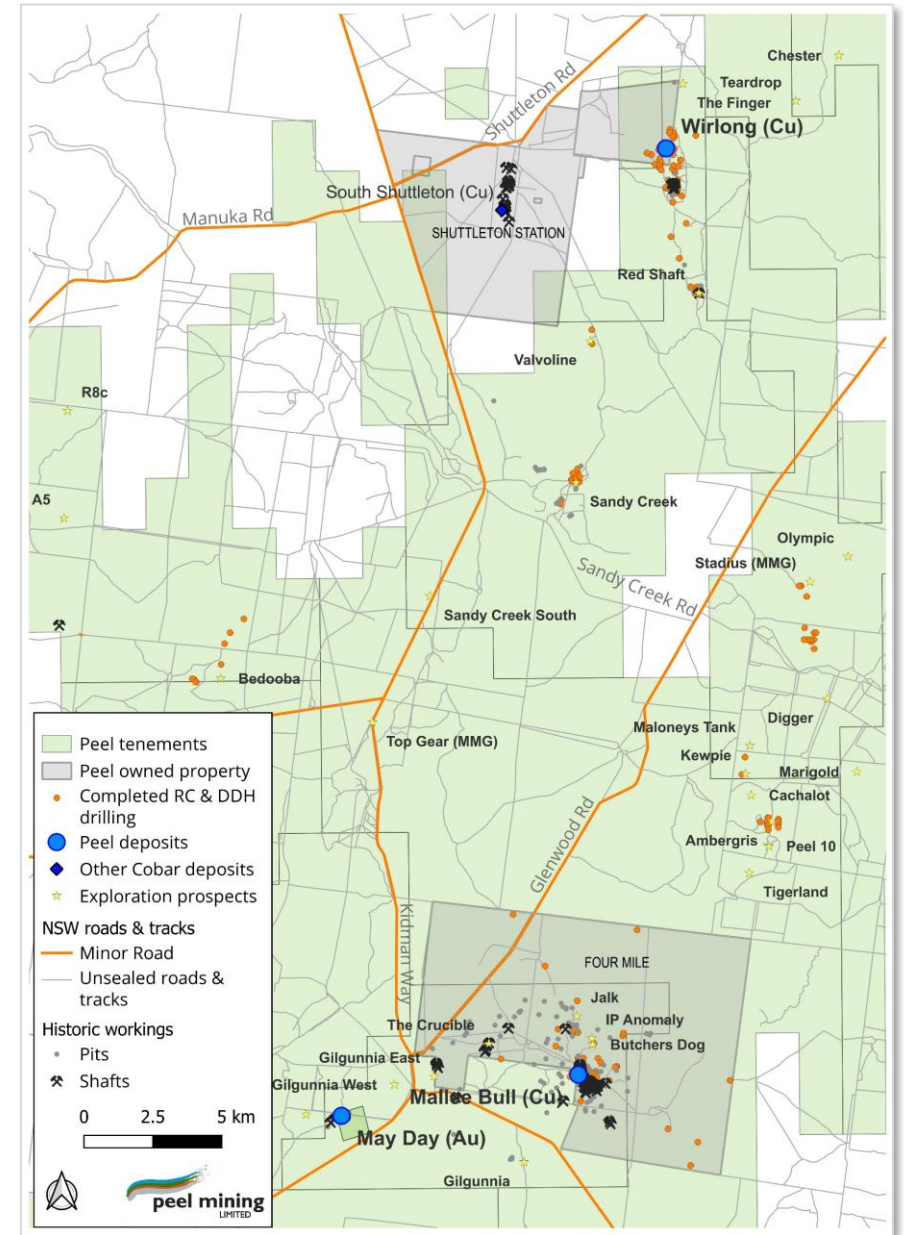 Chester
Teardrop
The Finger
Wirlong (Cu)
Shuttleton Rd
South Shuttleton (Cu)
Manuka Rd
SHUTTLETON STATION
Red Shaft
Valvoline
R8c
A5
Sandy Creek
Olympic
Stadius (MMG)
Sandy Creek Rd
Sandy Creek South
Bedooba
Digger
Maloneys Tank
Top Gear (MMG)
Kewpie
Marigold
Cachalot
Ambergris
Peel 10
Tigerland
Glenwood Rd
Kidman Way
FOUR MILE
Jalk
IP Anomaly
The Crucible
Butchers Dog
Gilgunnia East
Gilgunnia West
Mallee Bull (Cu)
May Day (Au)
Gilgunnia
Peel tenements
Peel owned property
Completed RC & DDH
drilling
Peel deposits
Other Cobar deposits
Exploration prospects
NSW roads & tracks
Minor Road
Unsealed roads &
tracks
Historic workings
Pits
Shafts
0 2.5 5 km
peel mining
LIMITED